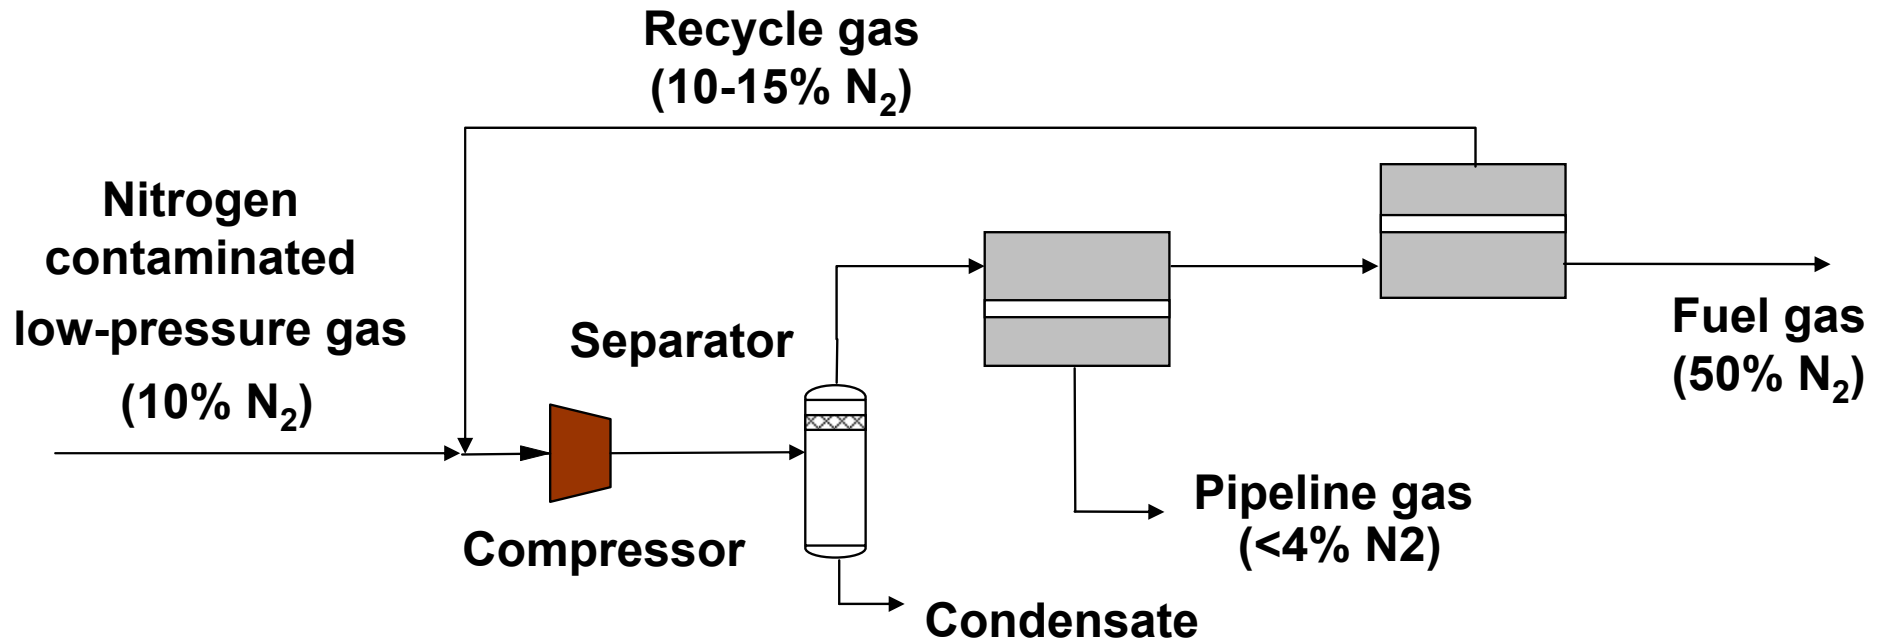 Recycle gas
(10-15% N₂)
Nitrogen
contaminated
low-pressure gas
(10% N₂)
Separator
Compressor
Fuel gas
(50% N₂)
Pipeline gas
(<4% N2)
Condensate